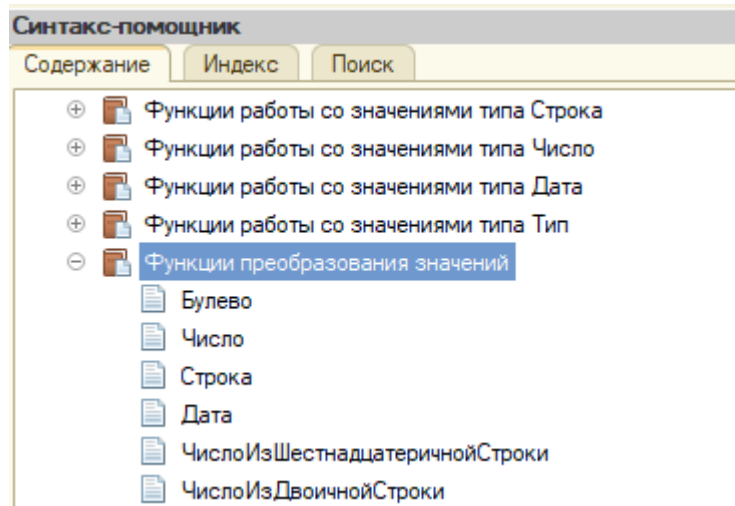 Синтакс-помощник
Содержание Индекс Поиск
Функции работы со значениями типа Строка
Функции работы со значениями типа Число
Функции работы со значениями типа Дата
Функции работы со значениями типа Тип
Функции преобразования значений
Булево
Число
Строка
Дата
ЧислоИзШестнадцатеричнойСтроки
ЧислоИзДвоичнойСтроки